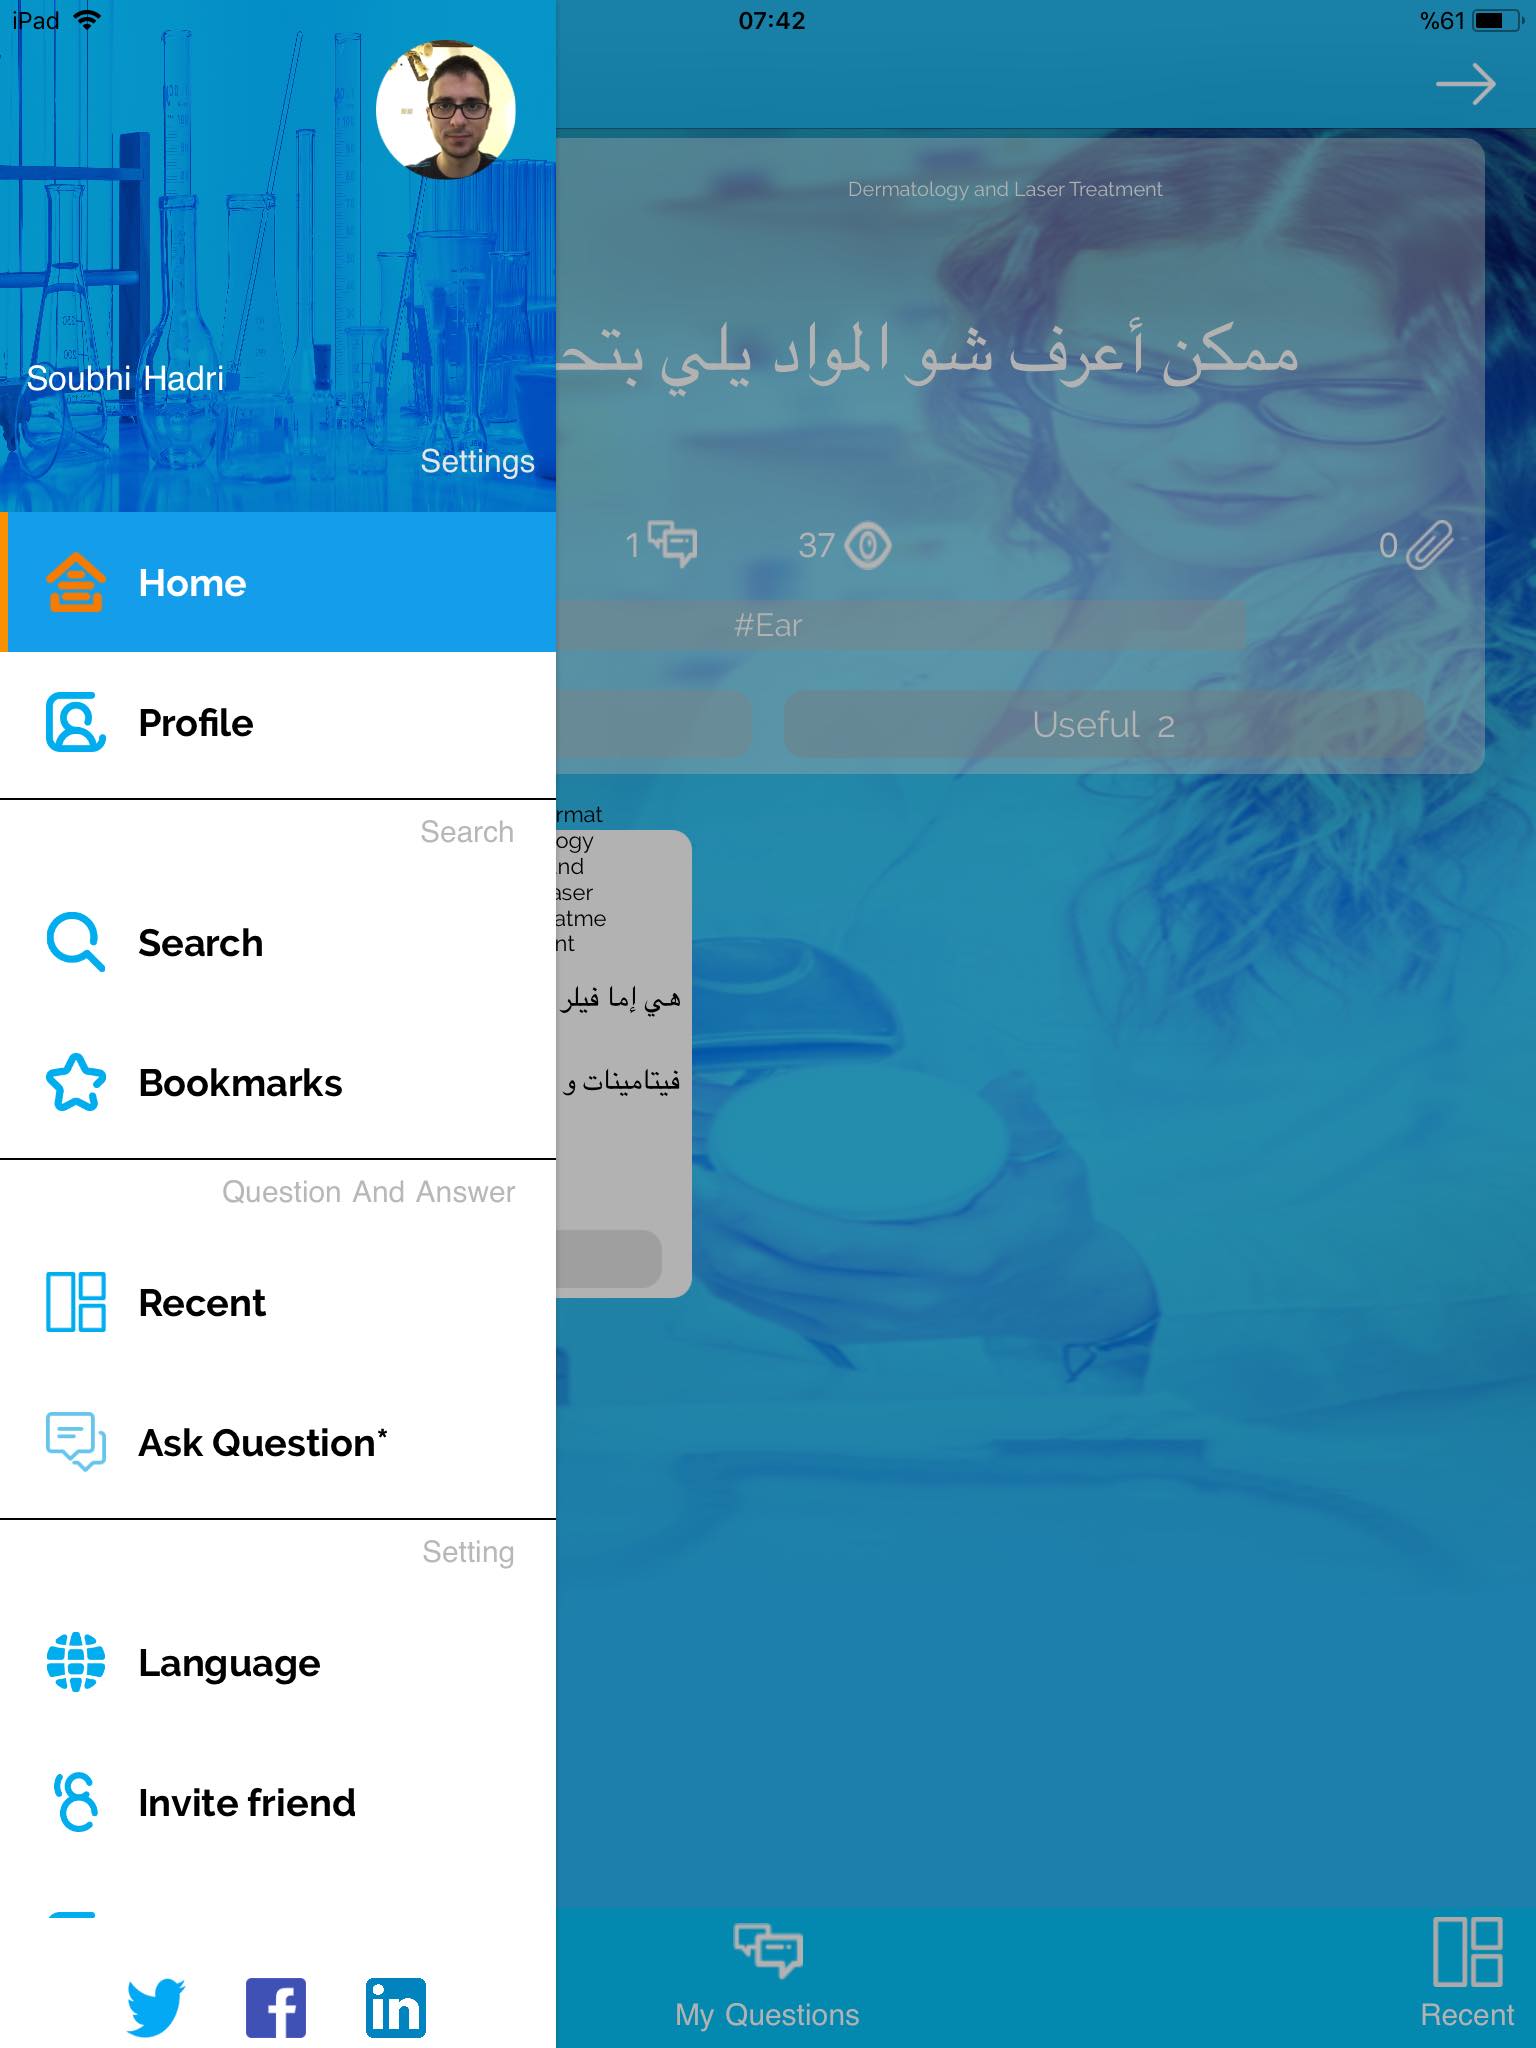 iPad
07:42
%61
Soubhi Hadri
Settings
Home
Profile
Search
Search
Bookmarks
Question And Answer
Recent
Ask Question*
Setting
Language
Invite friend
Dermatology and Laser Treatment
ممكن أعرف شو المواد يلي
1
37
0
#Ear
Useful 2
rmat
ogy
nd
aser
atme
nt
هي إما فيلر
فيتامينات و
My Questions
Recent